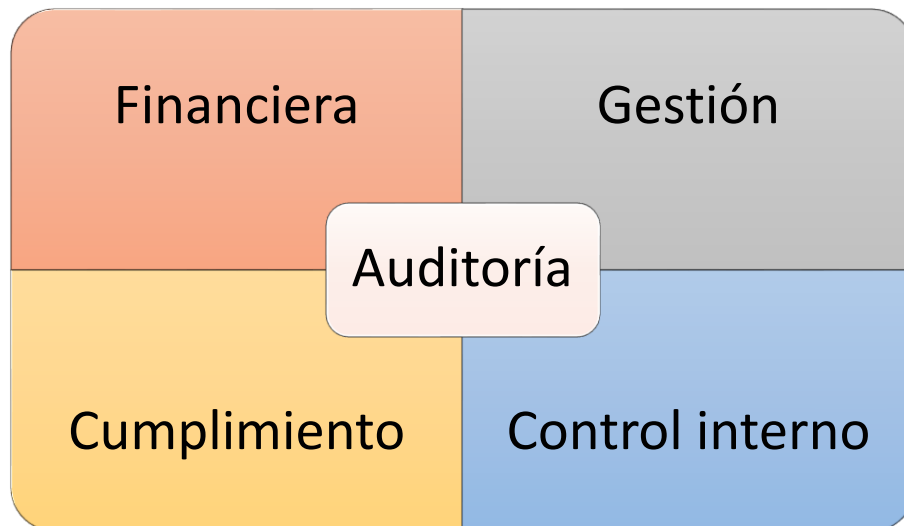 Financiera
Gestión
Auditoría
Cumplimiento
Control interno